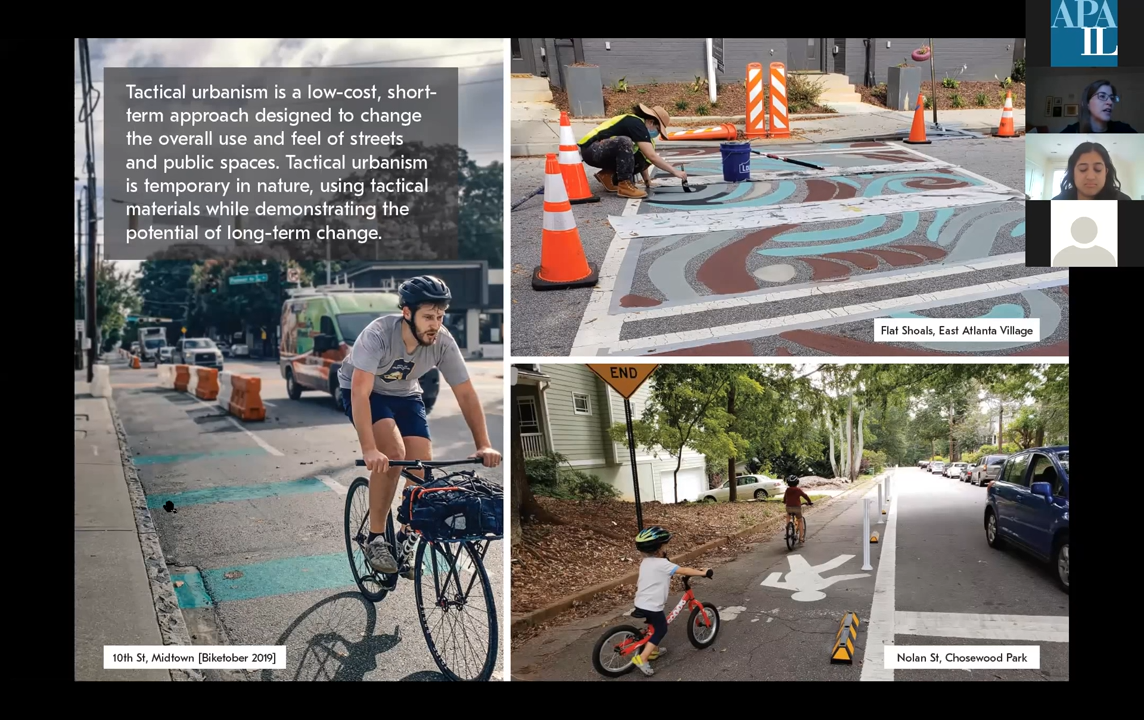 Tactical urbanism is a low-cost, short-
term approach designed to change
the overall use and feel of streets
and public spaces. Tactical urbanism
is temporary in nature, using tactical
materials while demonstrating the
potential of long-term change.
10th St, Midtown [Biketober 2019]
Flat Shoals, East Atlanta Village
END
Nolan St, Chosewood Park
APA
IL